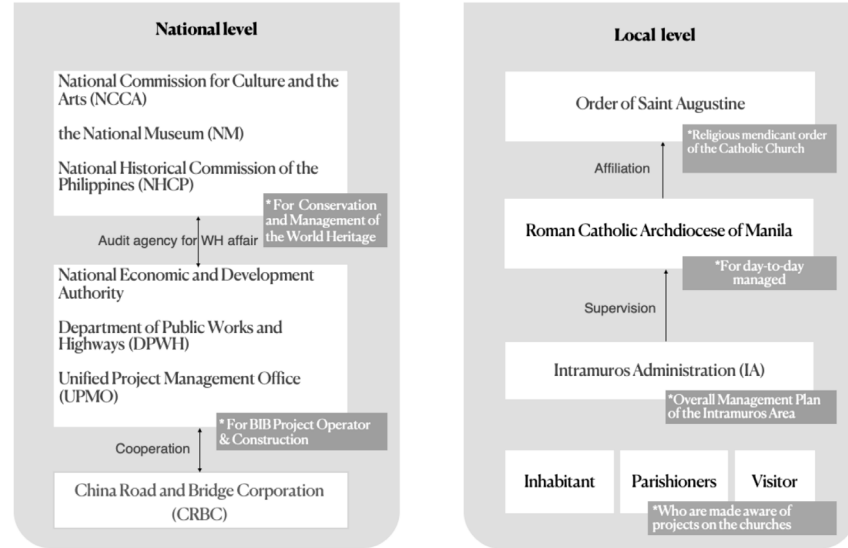 National level
National Commission for Culture and the
Arts (NCCA)
the National Museum (NM)
National Historical Commission of the
Philippines (NHCP)
* For Conservation
and Management of
the World Heritage
Audit agency for WH affair
National Economic and Development
Authority
Department of Public Works and
Highways (DPWH)
Unified Project Management Office
(UPMO)
* For BIB Project Operator
& Construction
Cooperation
China Road and Bridge Corporation
(CRBC)
Local level
Order of Saint Augustine
*Religious mendicant order
of the Catholic Church
Affiliation
Roman Catholic Archdiocese of Manila
*For day-to-day
managed
Supervision
Intramuros Administration (IA)
*Overall Management Plan
of the Intramuros Area
Inhabitant
Parishioners
Visitor
*Who are made aware of
projects on the churches